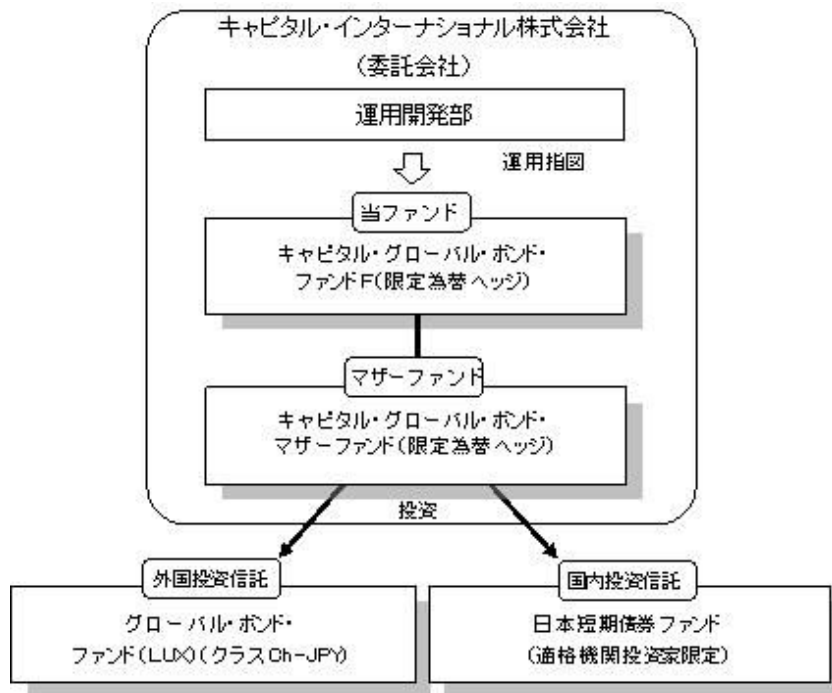 キャピタル・インターナショナル株式会社
(委託会社)
運用開発部
運用指図
当ファンド
キャピタル・グローバル・ボンド・
ファンドF(限定為替ヘッジ)
マザーファンド
キャピタル・グローバル・ボンド・
マザーファンド(限定為替ヘッジ)
投資
外国投資信託
グローバル・ボンド・
ファンド(LUX)(クラスCh-JPY)
国内投資信託
日本短期債券ファンド
(適格機関投資家限定)